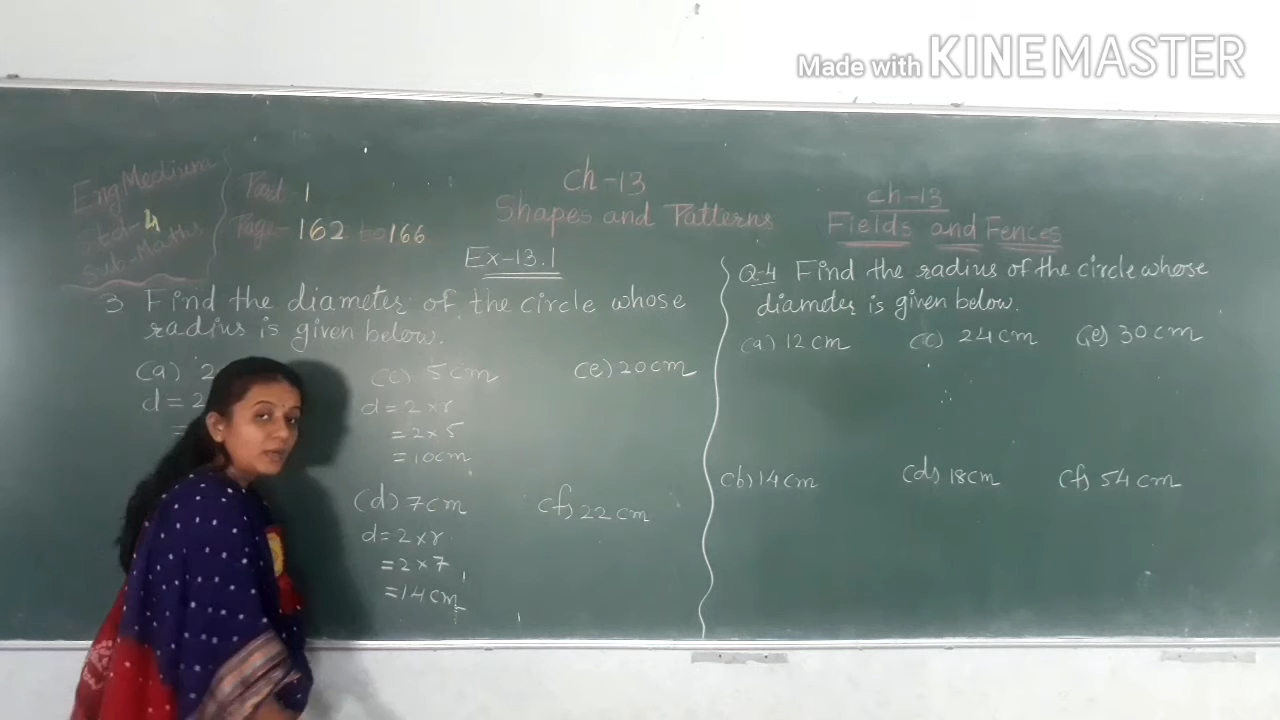 Made with KINEMASTER
Eng Medium
Std-4
Sub-Maths
Part-1
Page-162 to 166
Ch-13
Shapes and Patterns
ch-13
Fields and Fences
Ex-13.1
3 Find the diameter of the circle whose
radius is given below.
(a) 2
d=2
=
(c) 5cm
d=2×r
=2×5
=10cm
(e) 20cm
(d) 7cm
d=2×r
=2×7
=14cm
(f) 22cm
Q-4 Find the radius of the circle whose
diameter is given below.
(a) 12cm (c) 24cm (e) 30cm
(b) 14cm (d) 18cm (f) 54cm